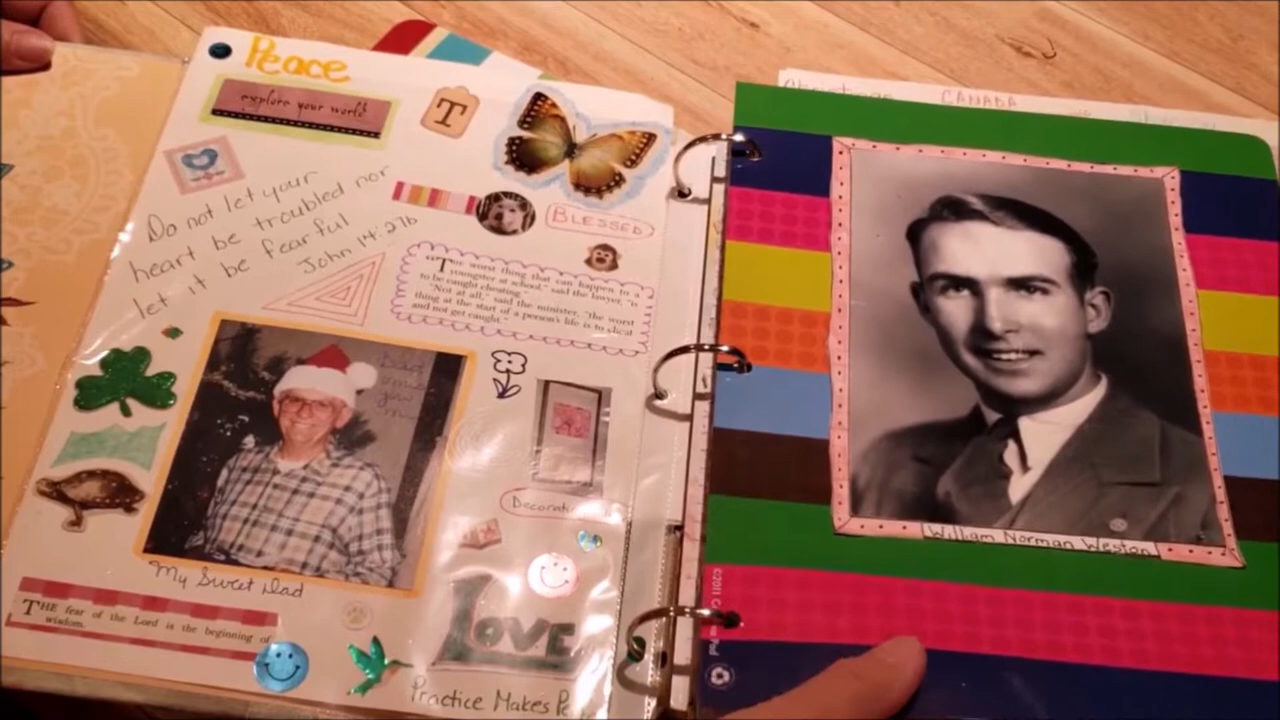 Peace
explore your world
T
Do not let your
heart be troubled nor
let it be fearful
John 14:27b
BLESSED
"THE worst thing that can happen to a
youngster at school," said the lawyer, "is
to be caught cheating."
"Not at all," said the minister, "the worst
thing at the start of a person's life is to cheat
and not get caught."
My Sweet Dad
THE fear of the Lord is the beginning of
wisdom.
LOVE
Practice Makes
Christmas
CANADA
William Norman Weston
©2011